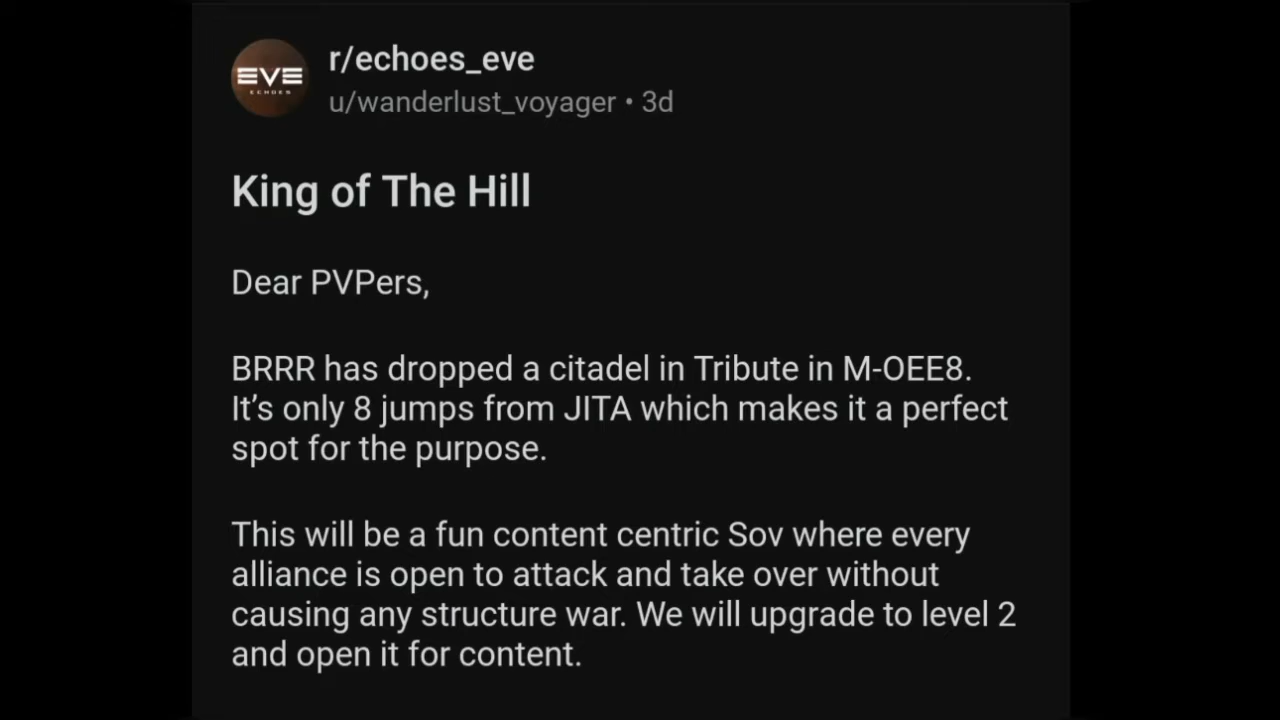 EVE
ECHOES
r/echoes_eve
u/wanderlust_voyager • 3d
King of The Hill
Dear PVPers,
BRRR has dropped a citadel in Tribute in M-OEE8.
It’s only 8 jumps from JITA which makes it a perfect
spot for the purpose.
This will be a fun content centric Sov where every
alliance is open to attack and take over without
causing any structure war. We will upgrade to level 2
and open it for content.